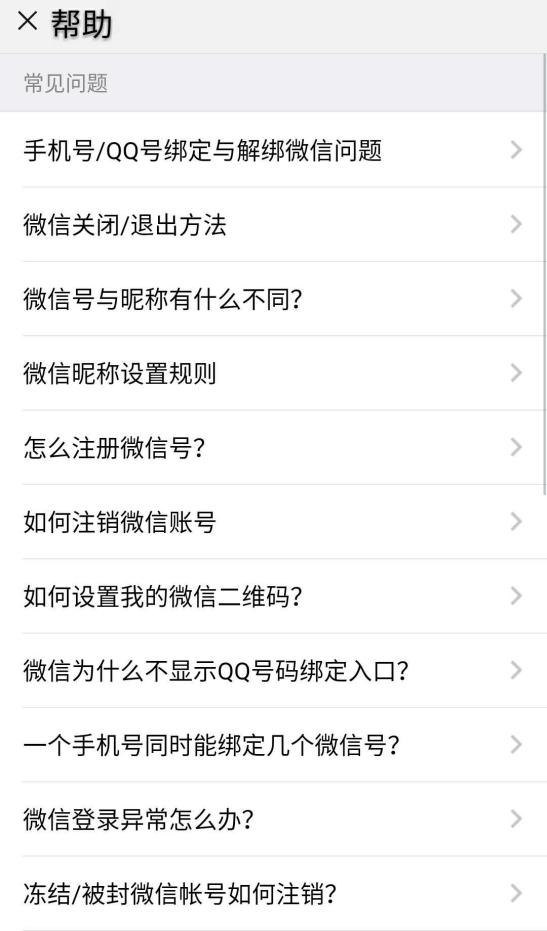 帮助
常见问题
手机号/QQ号绑定与解绑微信问题
微信关闭/退出方法
微信号与昵称有什么不同?
微信昵称设置规则
怎么注册微信号?
如何注销微信账号
如何设置我的微信二维码?
微信为什么不显示QQ号码绑定入口?
一个手机号同时能绑定几个微信号?
微信登录异常怎么办?
冻结/被封微信帐号如何注销?